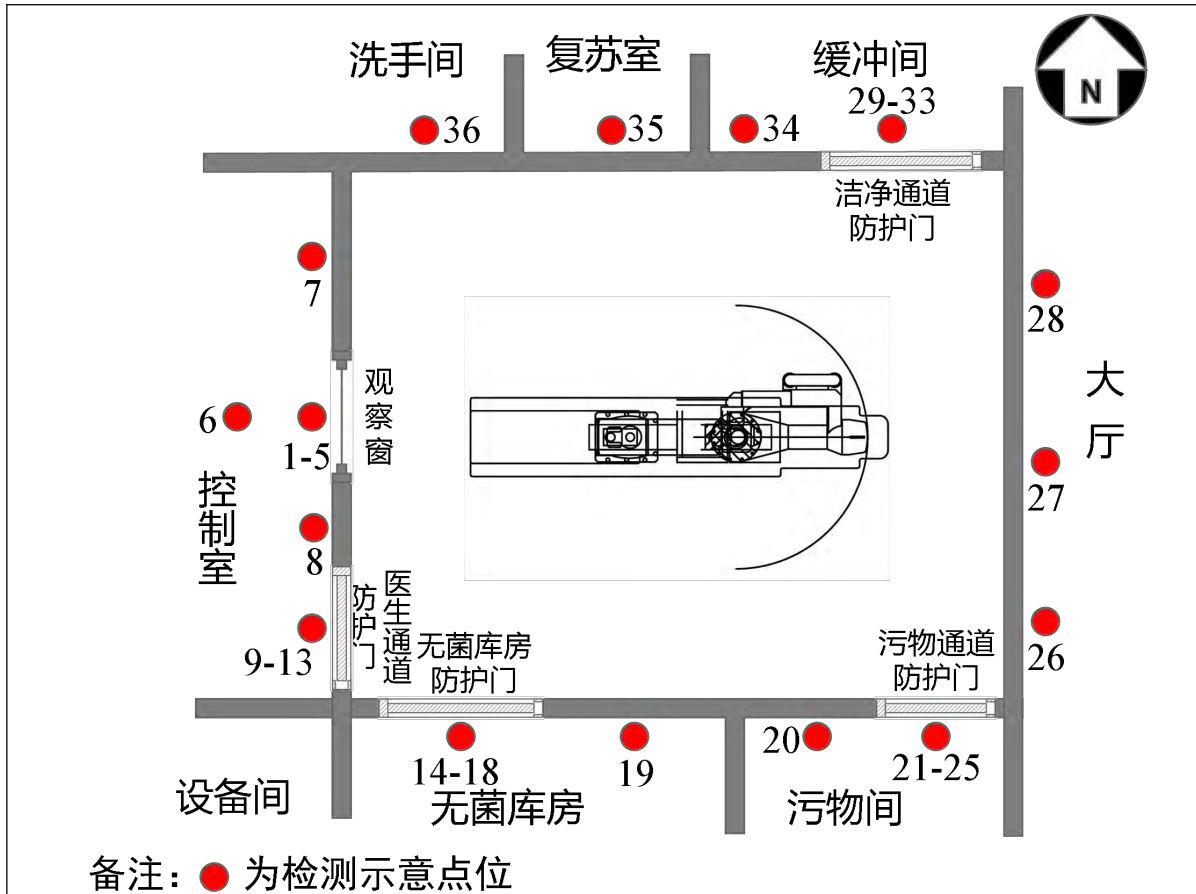 洗手间
复苏室
缓冲间
29-33
N
36
35
34
洁净通道
防护门
7
28
大厅
观察窗
6
1-5
27
控制室
8
医生通道
防护门
9-13
无菌库房
防护门
污物通道
防护门
26
14-18
19
20
21-25
设备间
无菌库房
污物间
备注：为检测示意点位